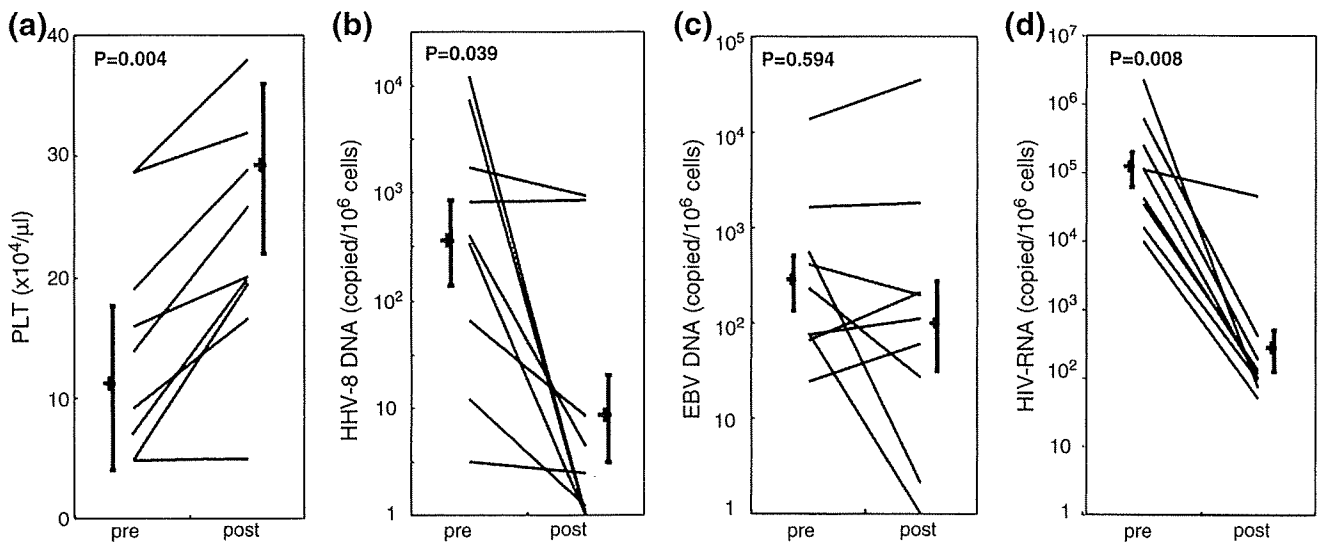 (a)
P=0.004
PLT (x10⁴/µl)
40
30
20
10
0
pre post
(b)
P=0.039
HHV-8 DNA (copied/10⁶ cells)
10⁴
10³
10²
10
1
pre post
(c)
P=0.594
EBV DNA (copied/10⁶ cells)
10⁵
10⁴
10³
10²
10
1
pre post
(d)
P=0.008
HIV-RNA (copied/10⁶ cells)
10⁷
10⁶
10⁵
10⁴
10³
10²
10
1
pre post